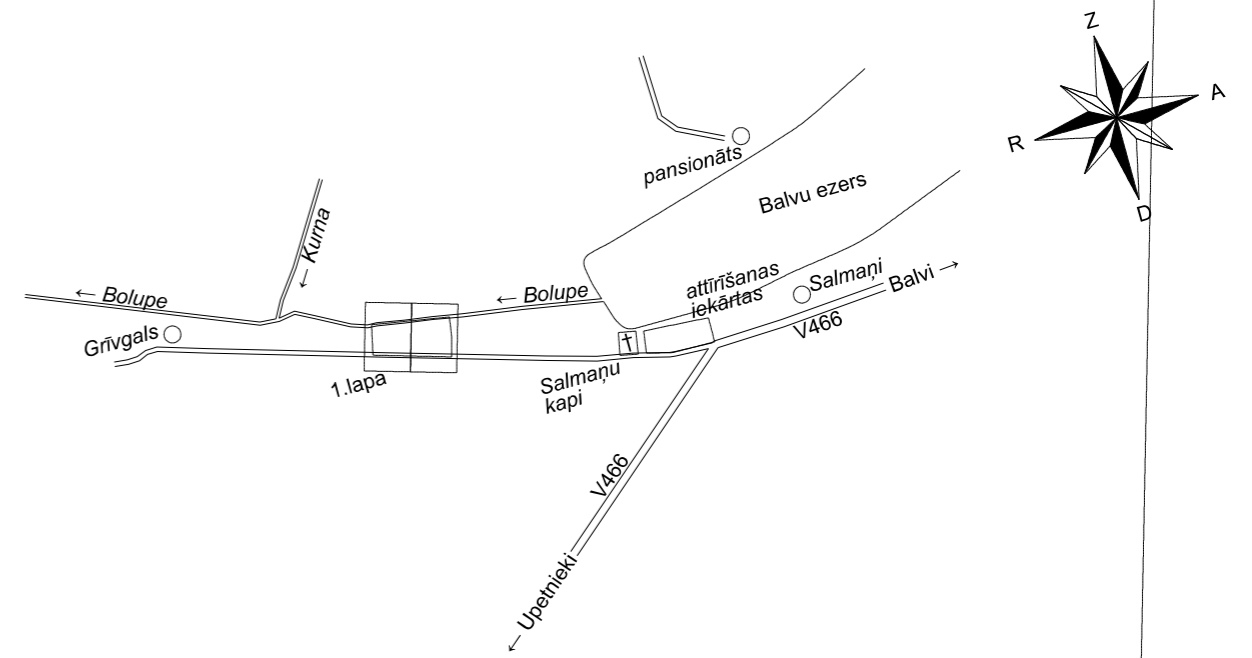 Z
A
R
D
pansionāts
Balvu ezers
← Kurna
← Bolupe
← Bolupe
attīrīšanas
iekārtas
Salmaņi
Balvi →
V466
Grīvgals
1.lapa
Salmaņu
kapi
V466
← Upetnieki